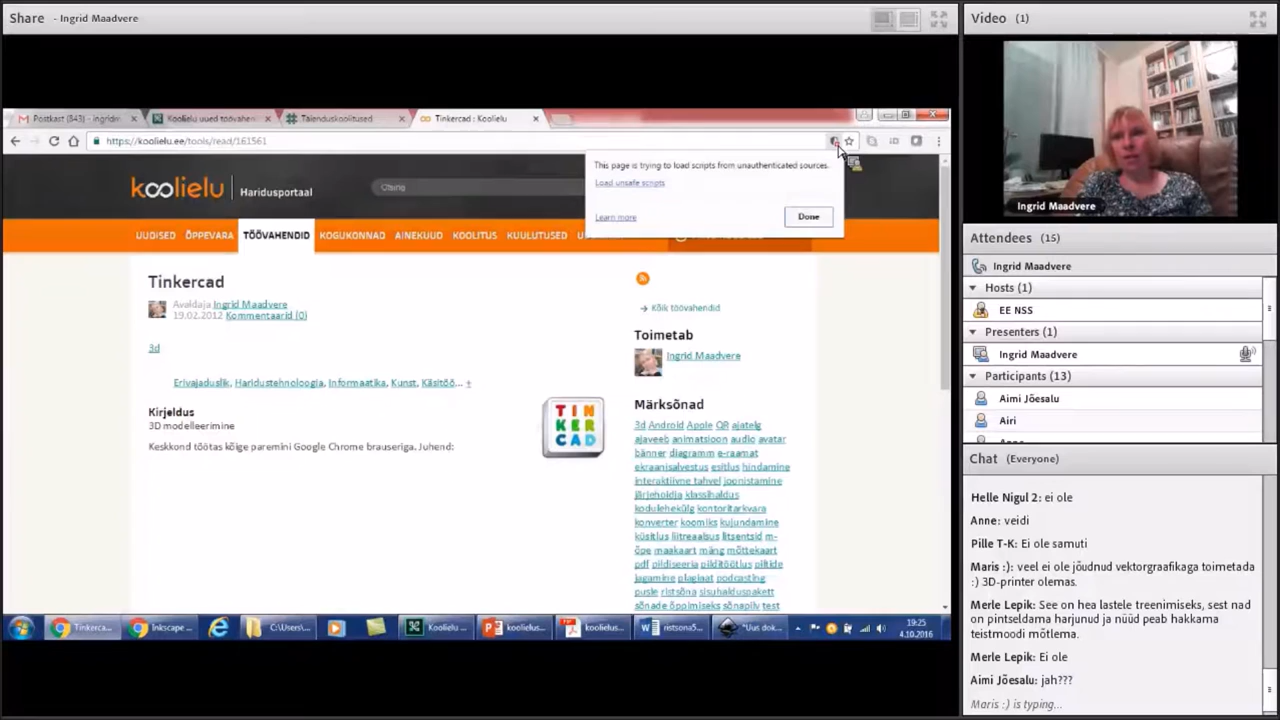 Share - Ingrid Maadvere
Postkast (843) - ingridm
Koolielu uued töövahen
Täienduskoolitused
Tinkercad : Koolielu
https://koolielu.ee/tools/read/161561
This page is trying to load scripts from unauthenticated sources.
Load unsafe scripts
Learn more
Done
koolielu Haridusportaal
Otsing
UUDISED ÕPPEVARA TÖÖVAHENDID KOGUKONNAD AINEKUUD KOOLITUS KUULUTUSED
Tinkercad
Avaldaja Ingrid Maadvere
19.02.2012 Kommentaarid (0)
3d
Erivajaduslik, Haridustehnoloogia, Informaatika, Kunst, Käsitöö... +
Kirjeldus
3D modelleerimine
Keskkond töötas kõige paremini Google Chrome brauseriga. Juhend:
TIN
KER
CAD
→ Kõik töövahendid
Toimetab
Ingrid Maadvere
Märksõnad
3d Android Apple QR ajatelg
ajaveeb animatsioon audio avatar
bänner diagramm e-raamat
ekraanisalvestus esitlus hindamine
interaktiivne tahvel joonistamine
järjehoidja klassihaldus
kodulehekülg kontoritarkvara
konverter koomiks kujundamine
küsitlus liitreaalsus litsentsid m-
õpe maakaart mäng mõttekaart
pdf pildiseeria pilditöötlus piltide
jagamine plagiaat podcasting
pusle ristsõna sisuhalduspakett
sõnade õppimiseks sõnapilv test
Tinkerca...
Inkscape ...
C:\Users\...
Koolielu ...
koolielus...
koolielus...
ristsona5...
"Uus dok...
19:25
4.10.2016
Video (1)
Ingrid Maadvere
Attendees (15)
Ingrid Maadvere
Hosts (1)
EE NSS
Presenters (1)
Ingrid Maadvere
Participants (13)
Aimi Jõesalu
Airi
Chat (Everyone)
Helle Nigul 2: ei ole
Anne: veidi
Pille T-K: Ei ole samuti
Maris :): veel ei ole jõudnud vektorgraafikaga toimetada
:) 3D-printer olemas.
Merle Lepik: See on hea lastele treenimiseks, sest nad
on pintseldama harjunud ja nüüd peab hakkama
teistmoodi mõtlema.
Merle Lepik: Ei ole
Aimi Jõesalu: jah???
Maris :) is typing...